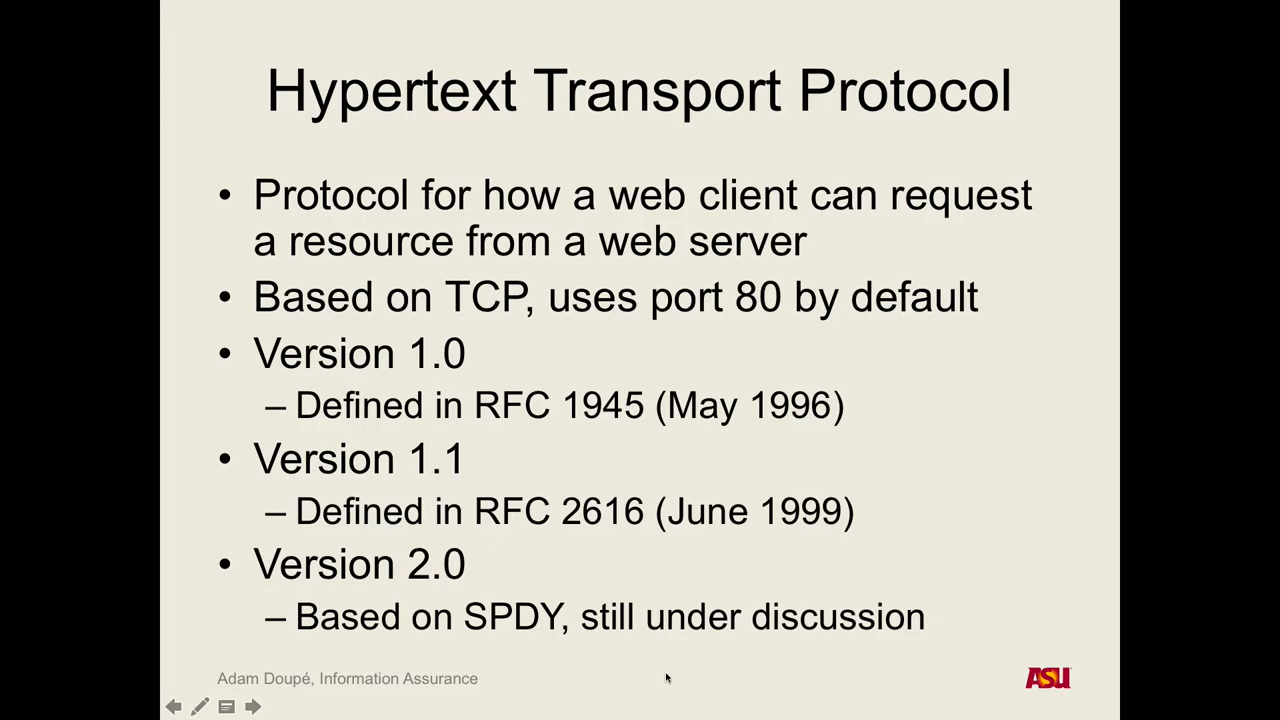 Hypertext Transport Protocol
• Protocol for how a web client can request
a resource from a web server
• Based on TCP, uses port 80 by default
• Version 1.0
– Defined in RFC 1945 (May 1996)
• Version 1.1
– Defined in RFC 2616 (June 1999)
• Version 2.0
– Based on SPDY, still under discussion
Adam Doupé, Information Assurance
ASU